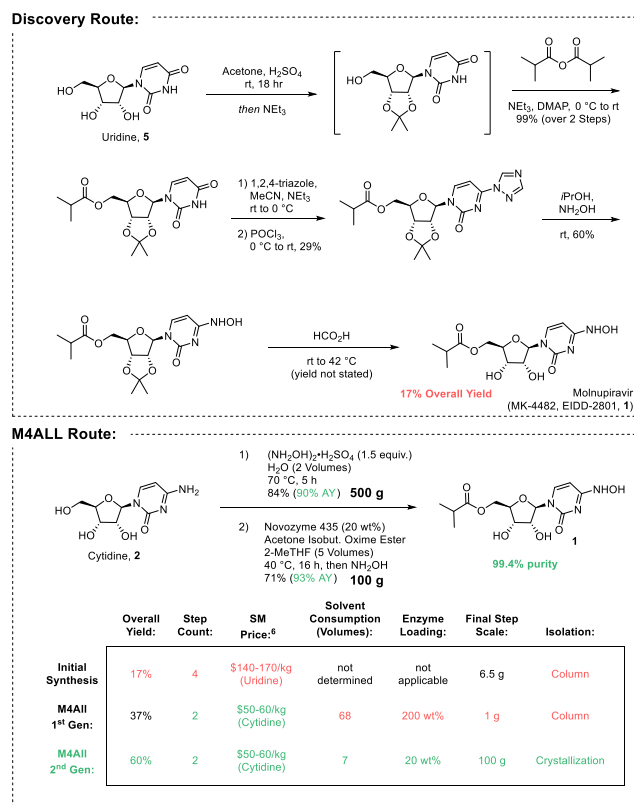 Discovery Route:
Acetone, H2SO4
rt, 18 hr
then NEt3
NEt3, DMAP, 0 °C to rt
99% (over 2 Steps)
Uridine, 5
1) 1,2,4-triazole,
MeCN, NEt3
rt to 0 °C
2) POCl3,
0 °C to rt, 29%
iPrOH,
NH2OH
rt, 60%
HCO2H
rt to 42 °C
(yield not stated)
17% Overall Yield
Molnupiravir
(MK-4482, EIDD-2801, 1)
M4ALL Route:
1) (NH2OH)2•H2SO4 (1.5 equiv.)
H2O (2 Volumes)
70 °C, 5 h
84% (90% AY) 500 g
2) Novozyme 435 (20 wt%)
Acetone Isobut. Oxime Ester
2-MeTHF (5 Volumes)
40 °C, 16 h, then NH2OH
71% (93% AY) 100 g
Cytidine, 2
1
99.4% purity
Overall Yield: Step Count: SM Price:6 Solvent Consumption (Volumes): Enzyme Loading: Final Step Scale: Isolation:
Initial Synthesis 17% 4 $140-170/kg (Uridine) not determined not applicable 6.5 g Column
M4All 1st Gen: 37% 2 $50-60/kg (Cytidine) 68 200 wt% 1 g Column
M4All 2nd Gen: 60% 2 $50-60/kg (Cytidine) 7 20 wt% 100 g Crystallization